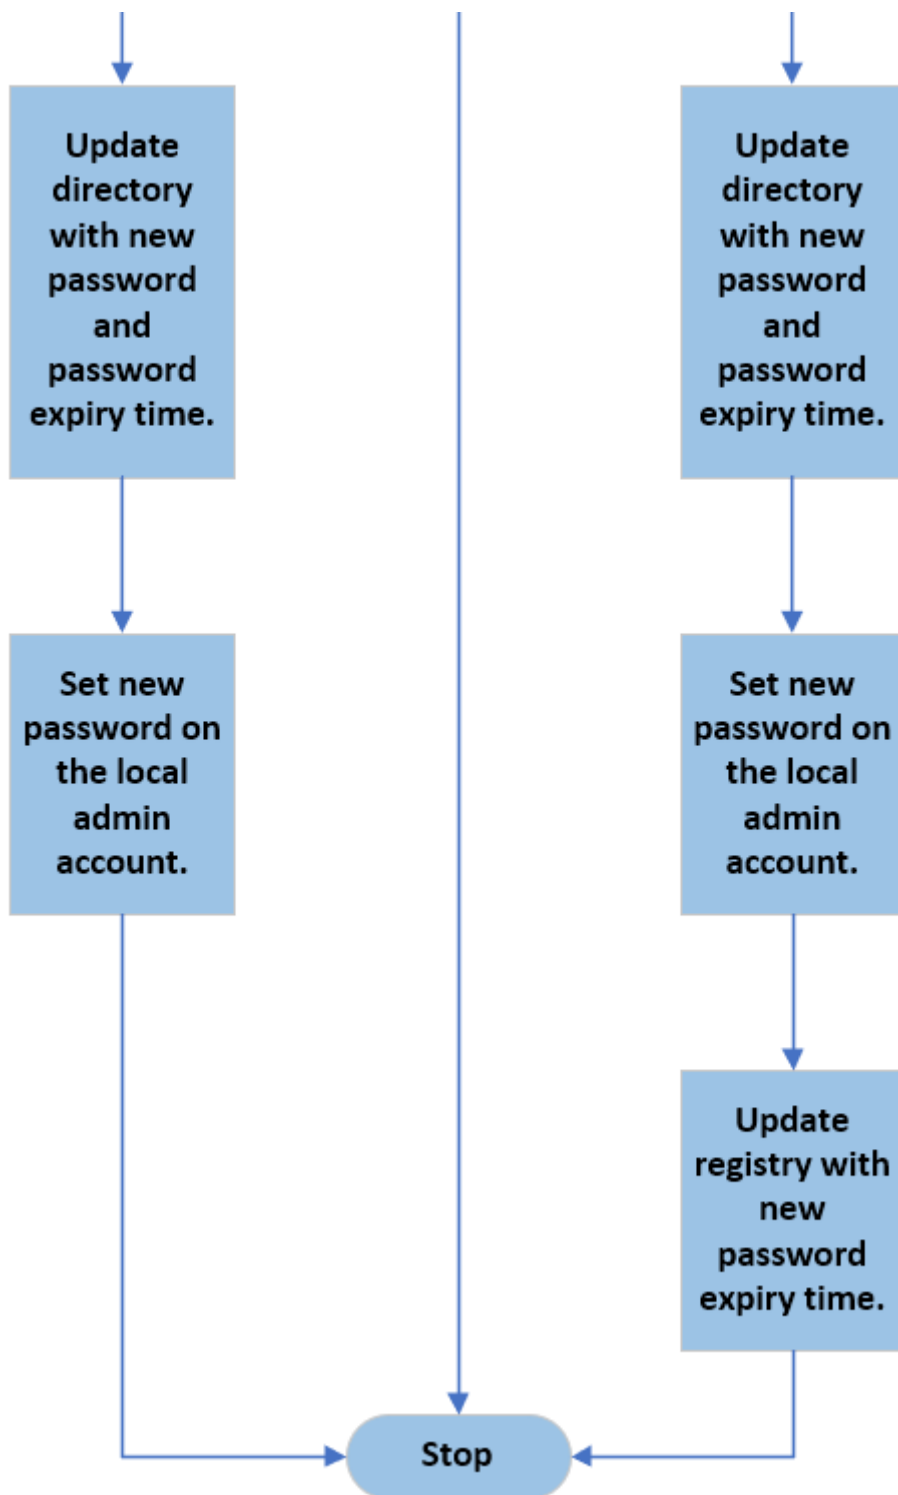 Update
directory
with new
password
and
password
expiry time.
Update
directory
with new
password
and
password
expiry time.
Set new
password on
the local
admin
account.
Set new
password on
the local
admin
account.
Update
registry with
new
password
expiry time.
Stop